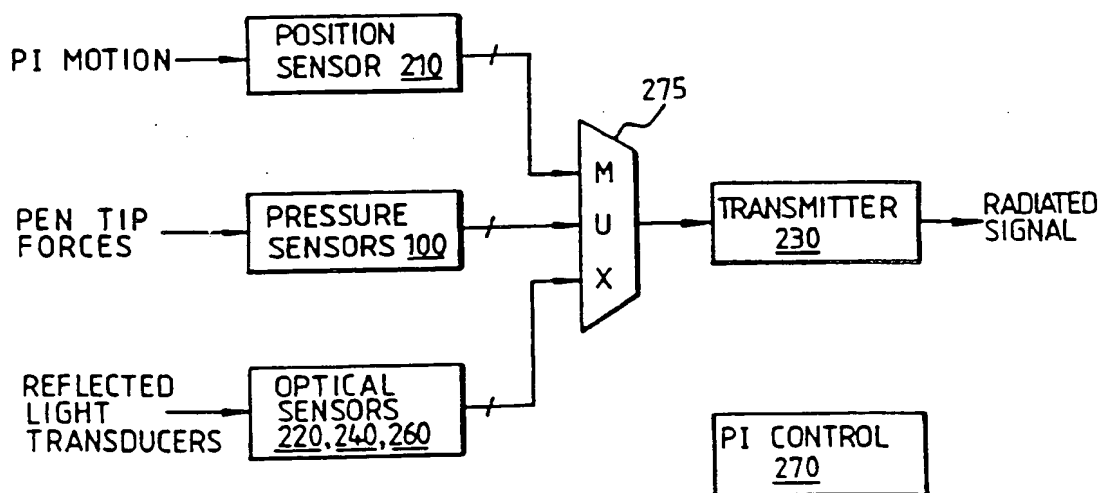 PI MOTION
POSITION
SENSOR 210
275
PEN TIP
FORCES
PRESSURE
SENSORS 100
M
U
X
TRANSMITTER
230
RADIATED
SIGNAL
REFLECTED
LIGHT
TRANSDUCERS
OPTICAL
SENSORS
220, 240, 260
PI CONTROL
270